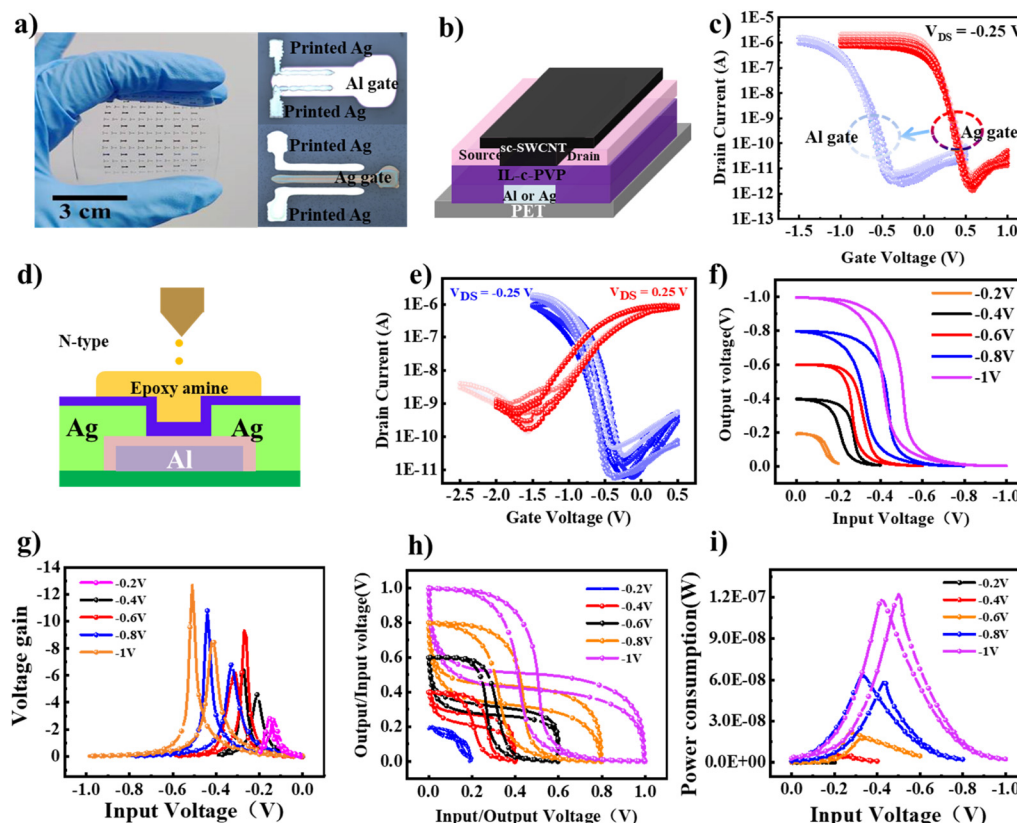 a)
Printed Ag
Al gate
Printed Ag
Printed Ag
Ag gate
Printed Ag
3 cm
b)
sc-SWCNT
Source
Drain
IL-c-PVP
Al or Ag
PET
c)
Drain Current (A)
1E-5
1E-6
1E-7
1E-8
1E-9
1E-10
1E-11
1E-12
1E-13
V_DS = -0.25 V
Al gate
Ag gate
-1.5 -1.0 -0.5 0.0 0.5 1.0
Gate Voltage (V)
d)
N-type
Epoxy amine
Ag
Ag
Al
e)
Drain Current (A)
V_DS = -0.25 V
V_DS = 0.25 V
1E-6
1E-7
1E-8
1E-9
1E-10
1E-11
-2.5 -2.0 -1.5 -1.0 -0.5 0.0 0.5
Gate Voltage (V)
f)
Output voltage(V)
-1.0
-0.8
-0.6
-0.4
-0.2
0.0
-0.2V
-0.4V
-0.6V
-0.8V
-1V
0.0 -0.2 -0.4 -0.6 -0.8 -1.0
Input Voltage (V)
g)
Voltage gain
-14
-12
-10
-8
-6
-4
-2
0
-0.2V
-0.4V
-0.6V
-0.8V
-1V
-1.0 -0.8 -0.6 -0.4 -0.2 0.0
Input Voltage (V)
h)
Output/Input voltage(V)
1.0
0.8
0.6
0.4
0.2
0.0
-0.2V
-0.4V
-0.6V
-0.8V
-1V
0.0 0.2 0.4 0.6 0.8 1.0
Input/Output Voltage (V)
i)
Power consumption(W)
1.2E-07
9.0E-08
6.0E-08
3.0E-08
0.0E+00
-0.2V
-0.4V
-0.6V
-0.8V
-1V
0.0 -0.2 -0.4 -0.6 -0.8 -1.0
Input Voltage (V)